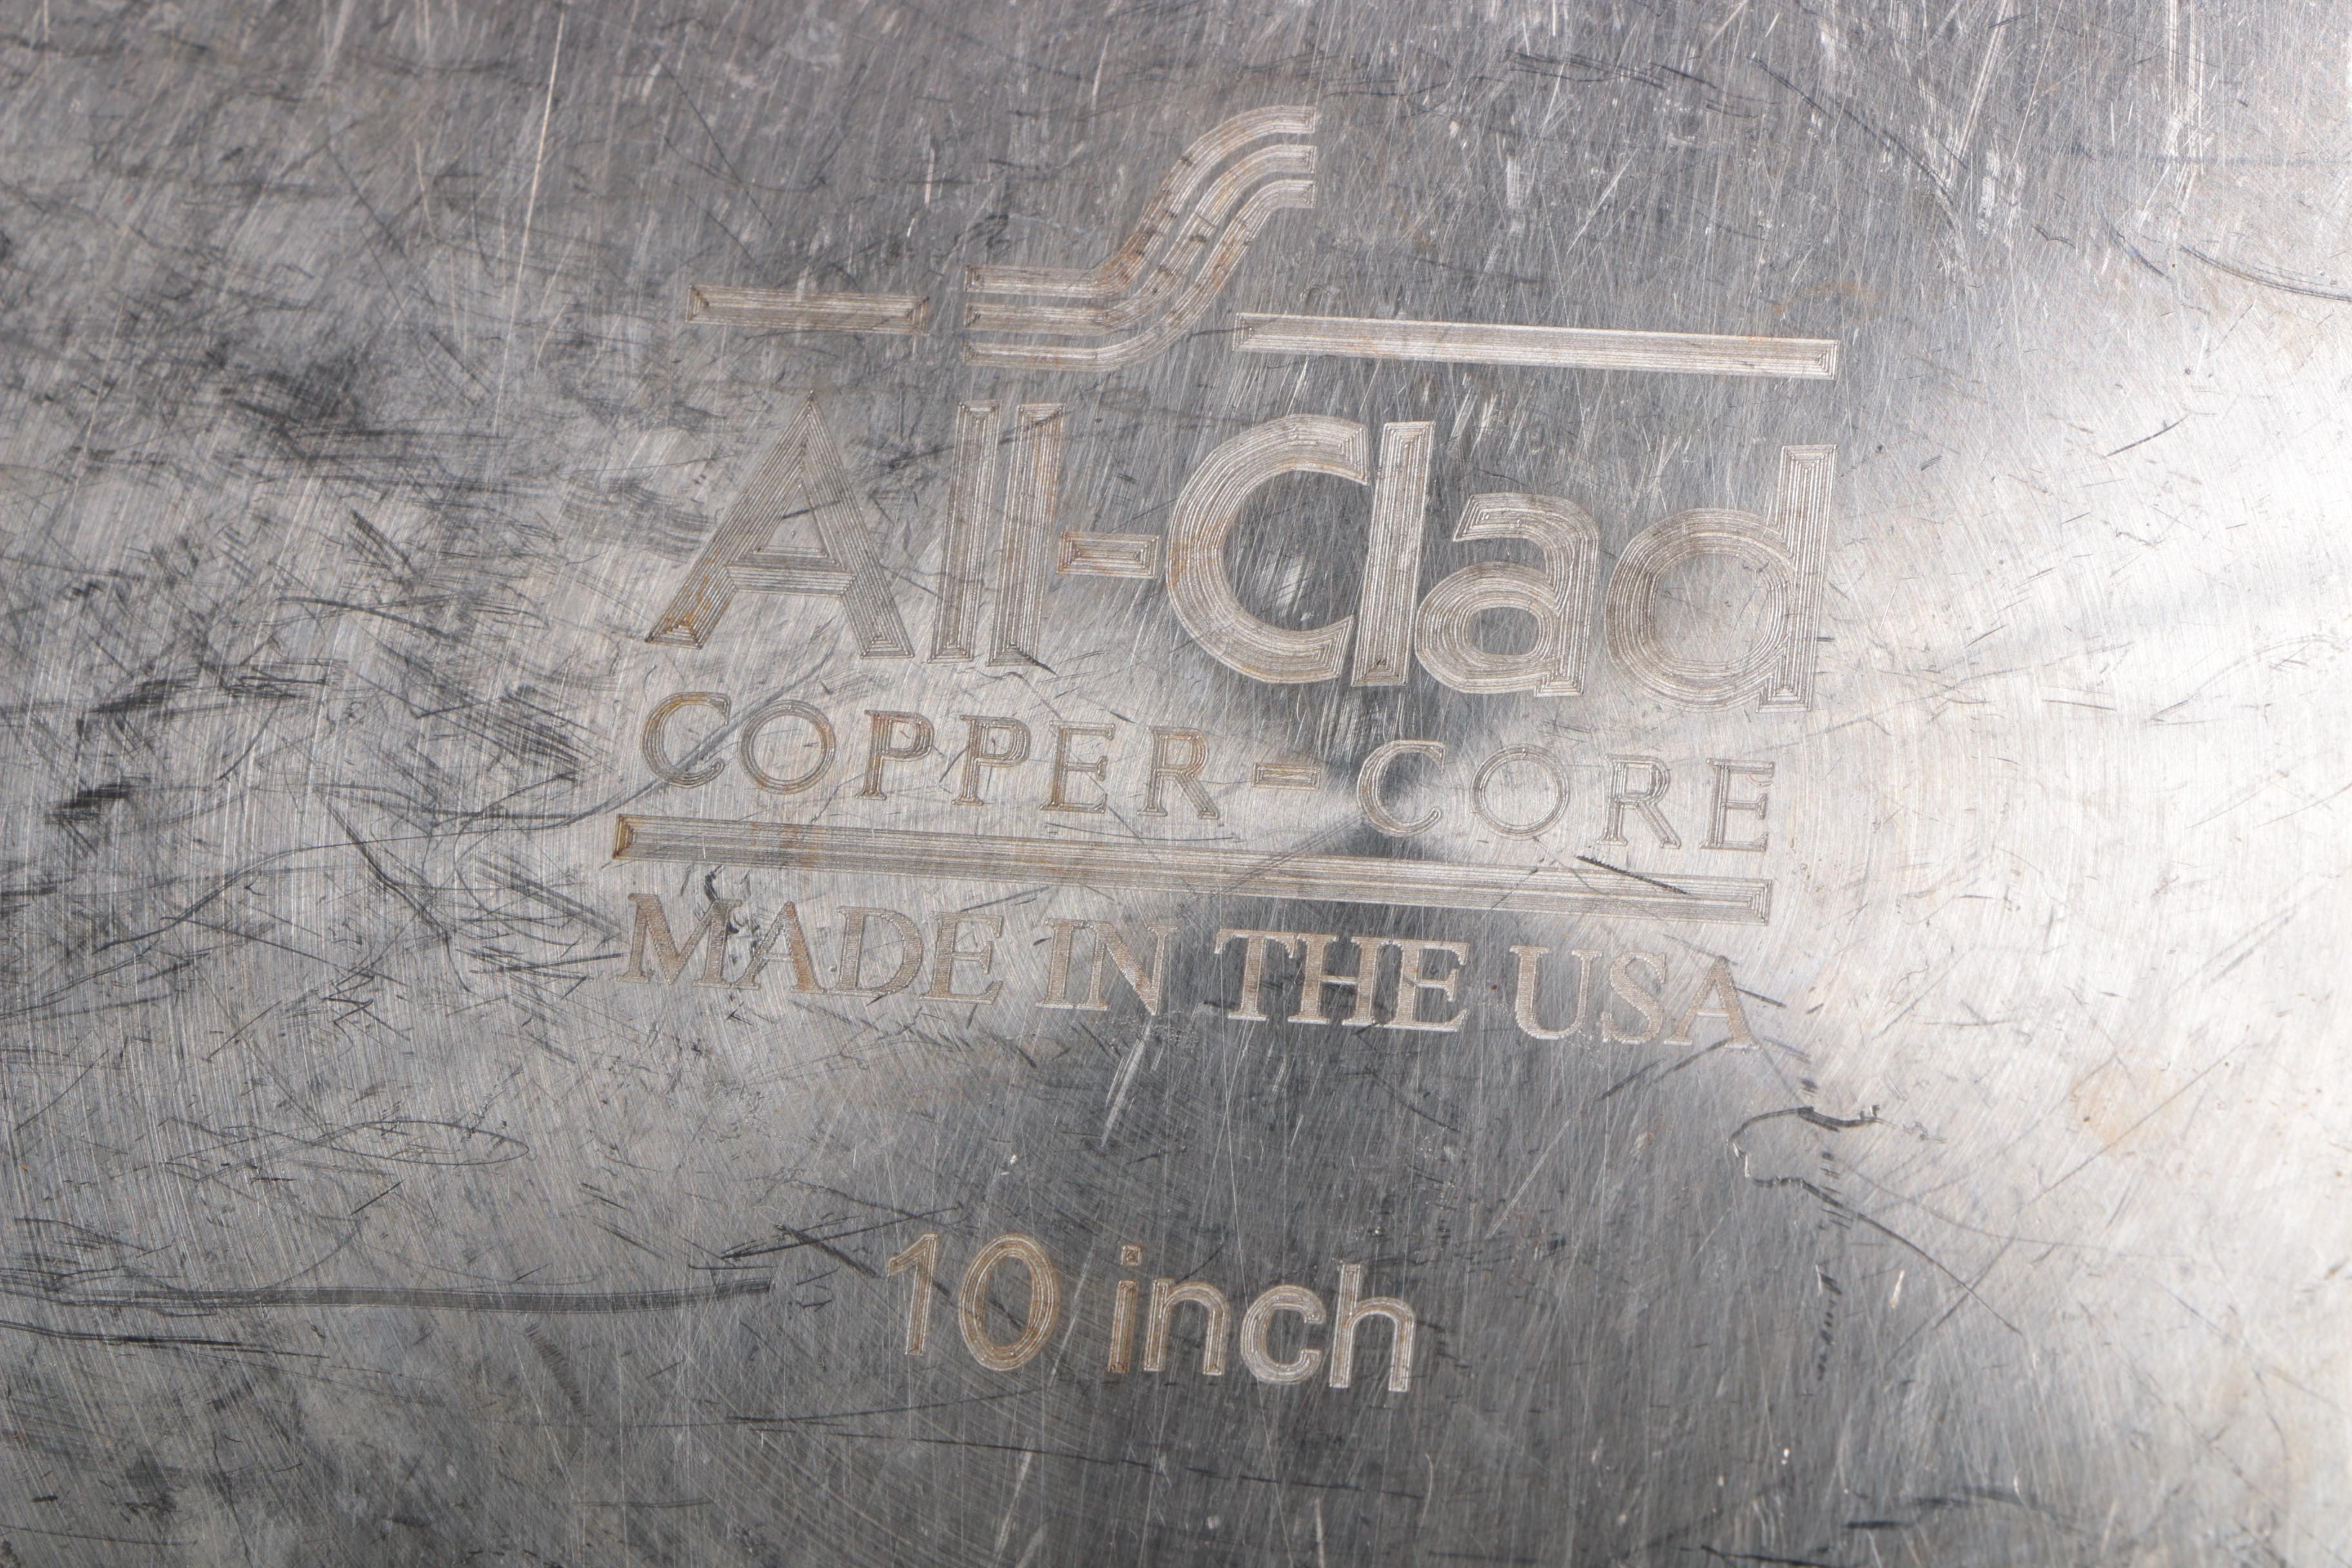 All-Clad
COPPER-CORE
MADE IN THE USA
10 inch